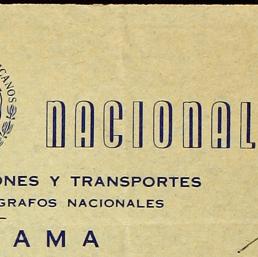 CANOS
NACIONAL
ONES Y TRANSPORTES
GRAFOS NACIONALES
AMA